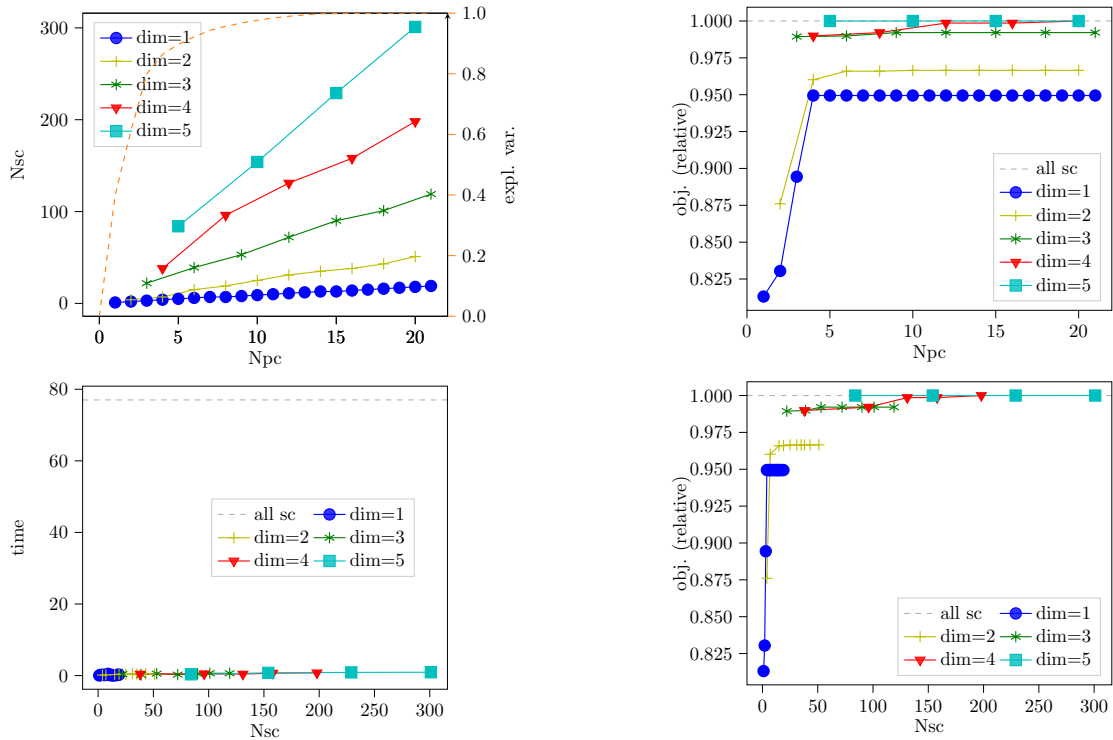 300
200
100
0
Nsc
dim=1
dim=2
dim=3
dim=4
dim=5
0
5
10
15
20
Npc
1.0
0.8
0.6
0.4
0.2
0.0
expl. var.
1.000
0.975
0.950
0.925
0.900
0.875
0.850
0.825
obj. (relative)
all sc
dim=1
dim=2
dim=3
dim=4
dim=5
0
5
10
15
20
Npc
80
60
40
20
0
time
all sc
dim=1
dim=2
dim=3
dim=4
dim=5
0
50
100
150
200
250
300
Nsc
1.000
0.975
0.950
0.925
0.900
0.875
0.850
0.825
obj. (relative)
all sc
dim=1
dim=2
dim=3
dim=4
dim=5
0
50
100
150
200
250
300
Nsc